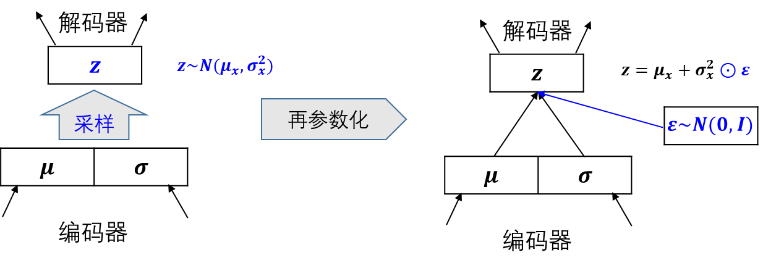 解码器
z
z~N(μₓ, σₓ²)
采样
μ σ
编码器
再参数化
解码器
z
z = μₓ + σₓ² ⊙ ε
ε~N(0, I)
μ σ
编码器